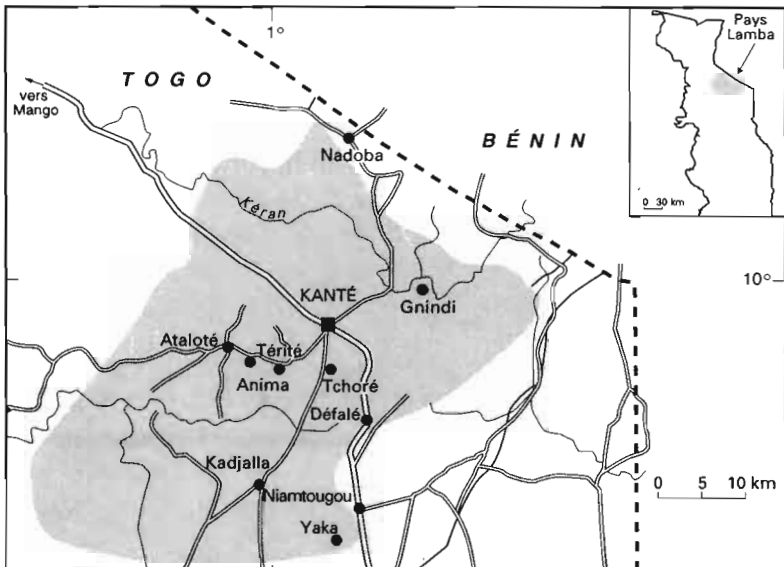 1°
Pays
Lamba
TOGO
vers
Mango
BÉNIN
Nadoba
0 30 km
Kéran
10°
KANTÉ
Gnindi
Ataloté
Térité
Anima
Tchoré
Défalé
Kadjalla
0 5 10 km
Niamtougou
Yaka